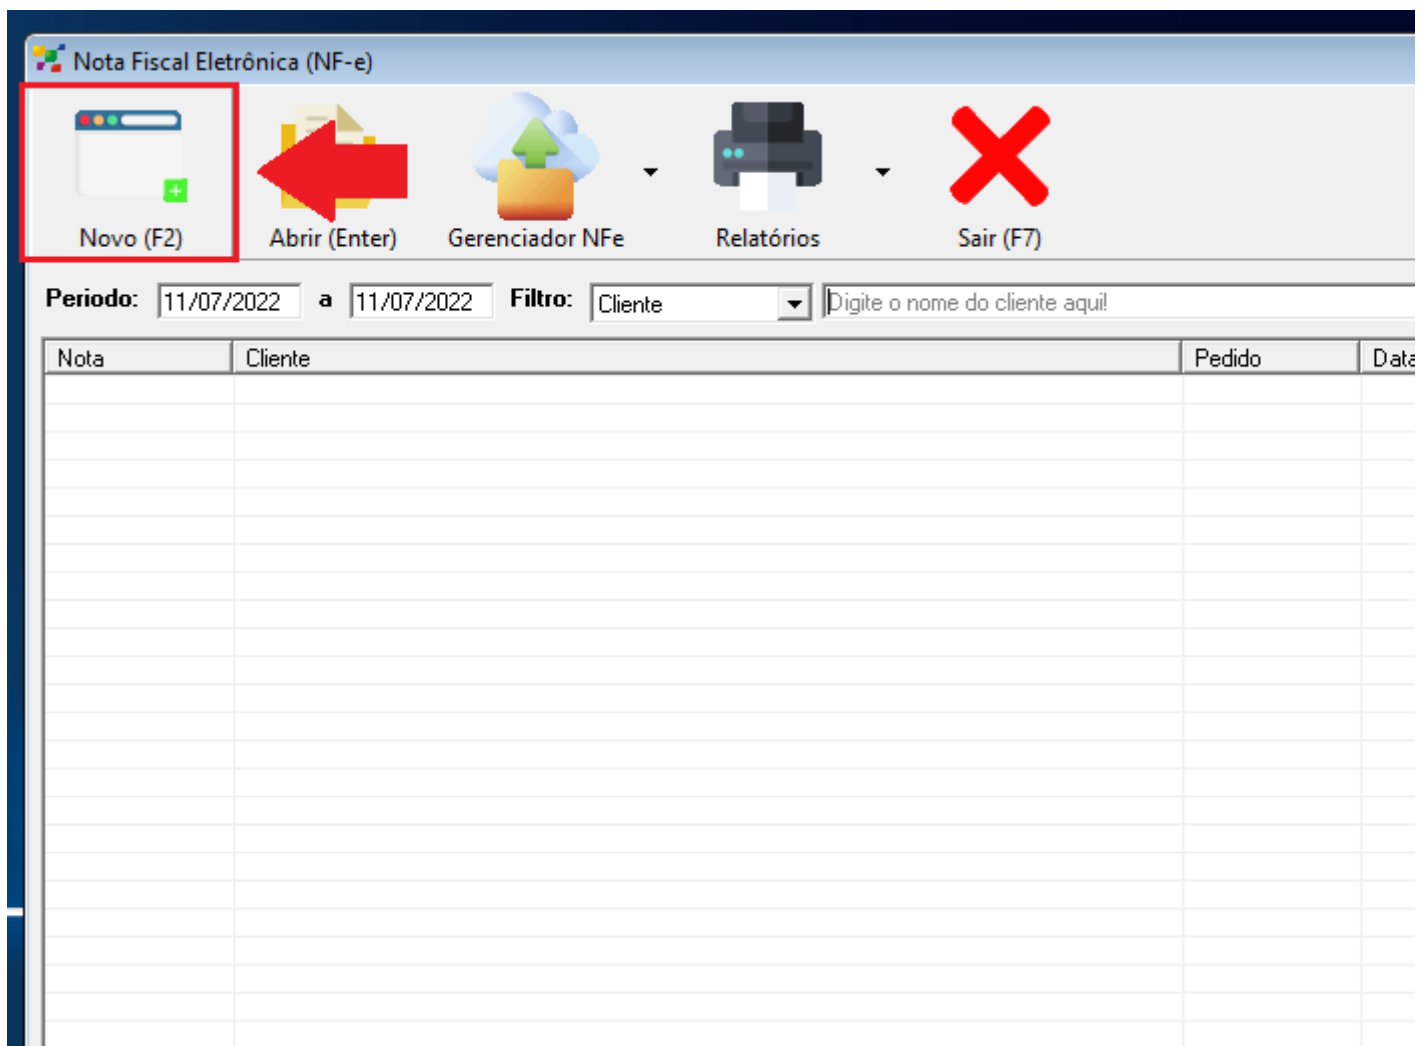 Nota Fiscal Eletrônica (NF-e)
Novo (F2) Abrir (Enter) Gerenciador NFe Relatórios Sair (F7)
Periodo: 11/07/2022 a 11/07/2022 Filtro: Cliente Digite o nome do cliente aqui!
Nota Cliente Pedido Data